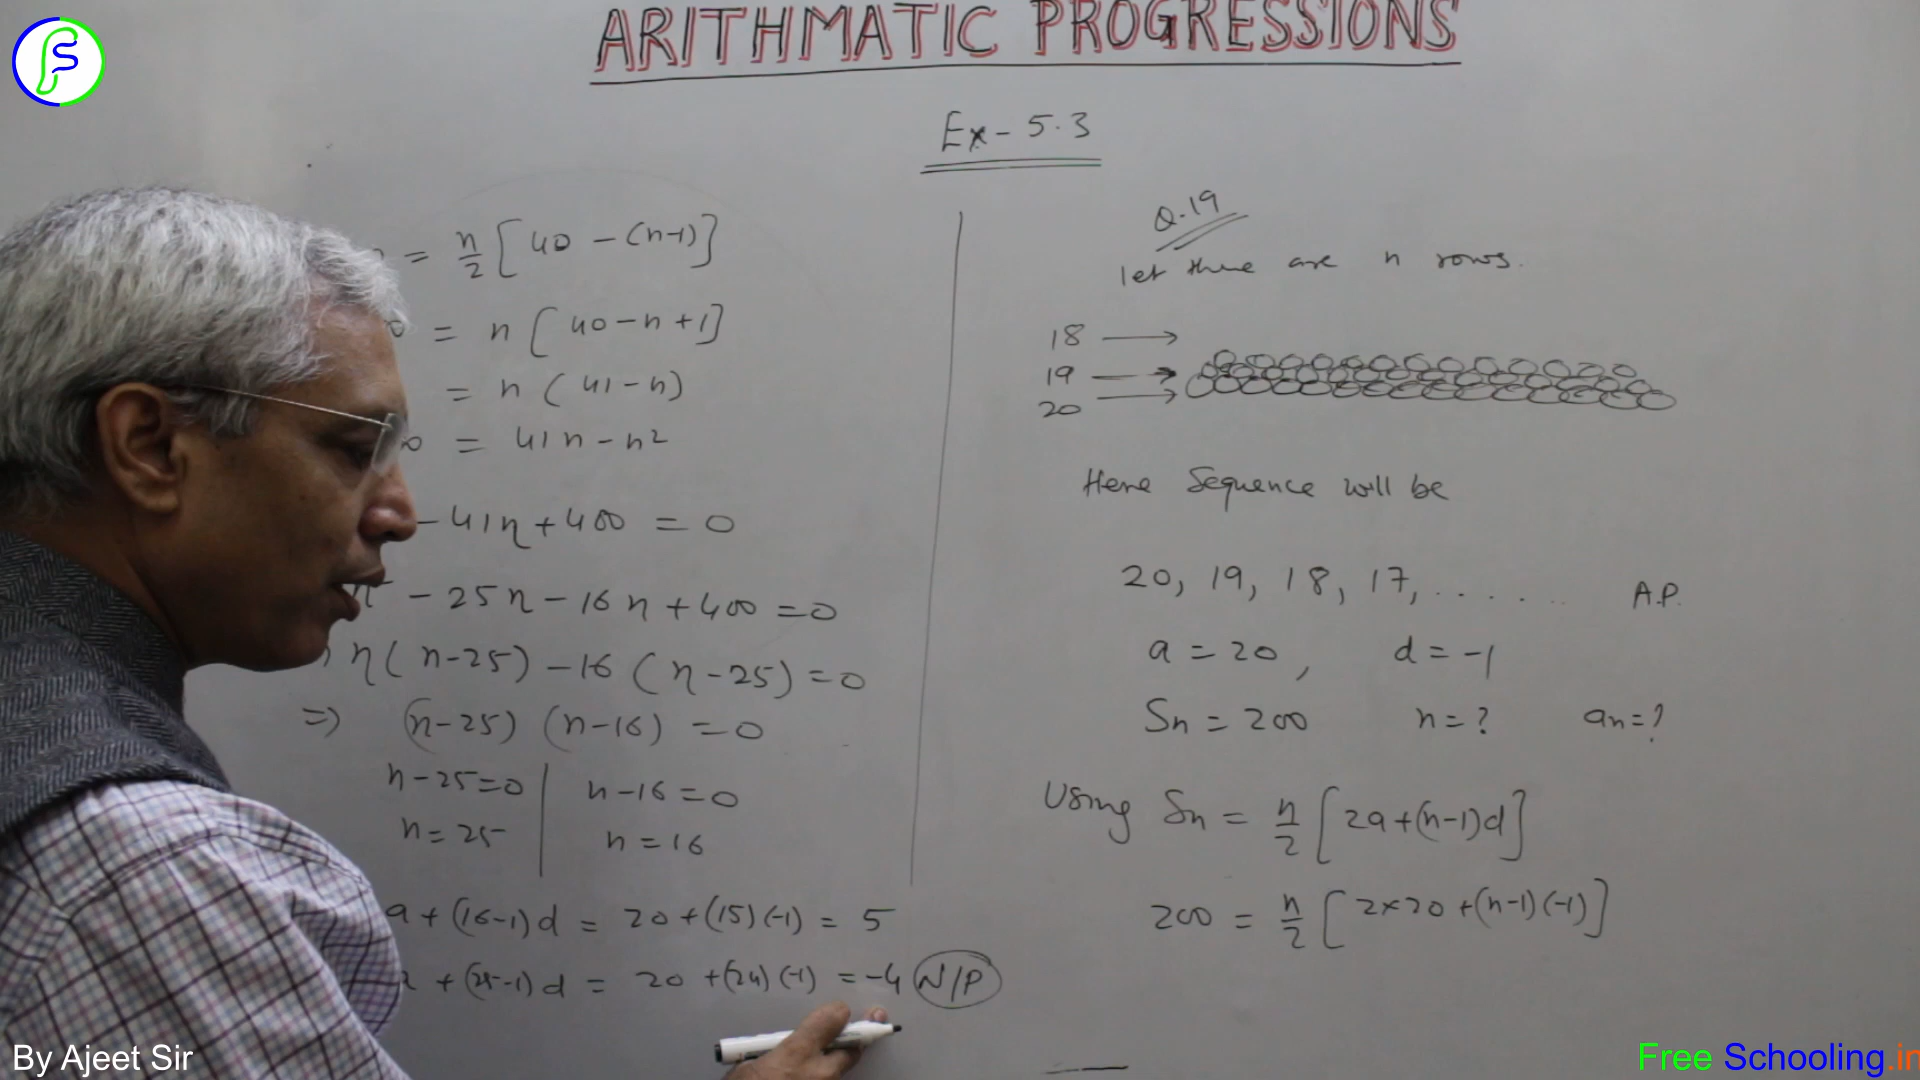 ARITHMATIC PROGRESSIONS
Ex - 5.3
= n/2 [40 - (n-1)]
= n [40 - n + 1]
= n (41 - n)
0 = 41n - n²
- 41n + 400 = 0
- 25n - 16n + 400 = 0
n(n-25) - 16(n-25) = 0
=> (n-25) (n-16) = 0
n-25=0 n-16=0
n=25 n=16
a+(16-1)d = 20+(15)(-1) = 5
+(25-1)d = 20+(24)(-1) = -4 N/P
Q.19
let there are n rows.
18
19
20
Here Sequence will be
20, 19, 18, 17, ...... A.P.
a = 20, d = -1
Sn = 200 n = ? an = ?
Using Sn = n/2 [2a+(n-1)d]
200 = n/2 [2×20+(n-1)(-1)]
By Ajeet Sir
Free Schooling.in